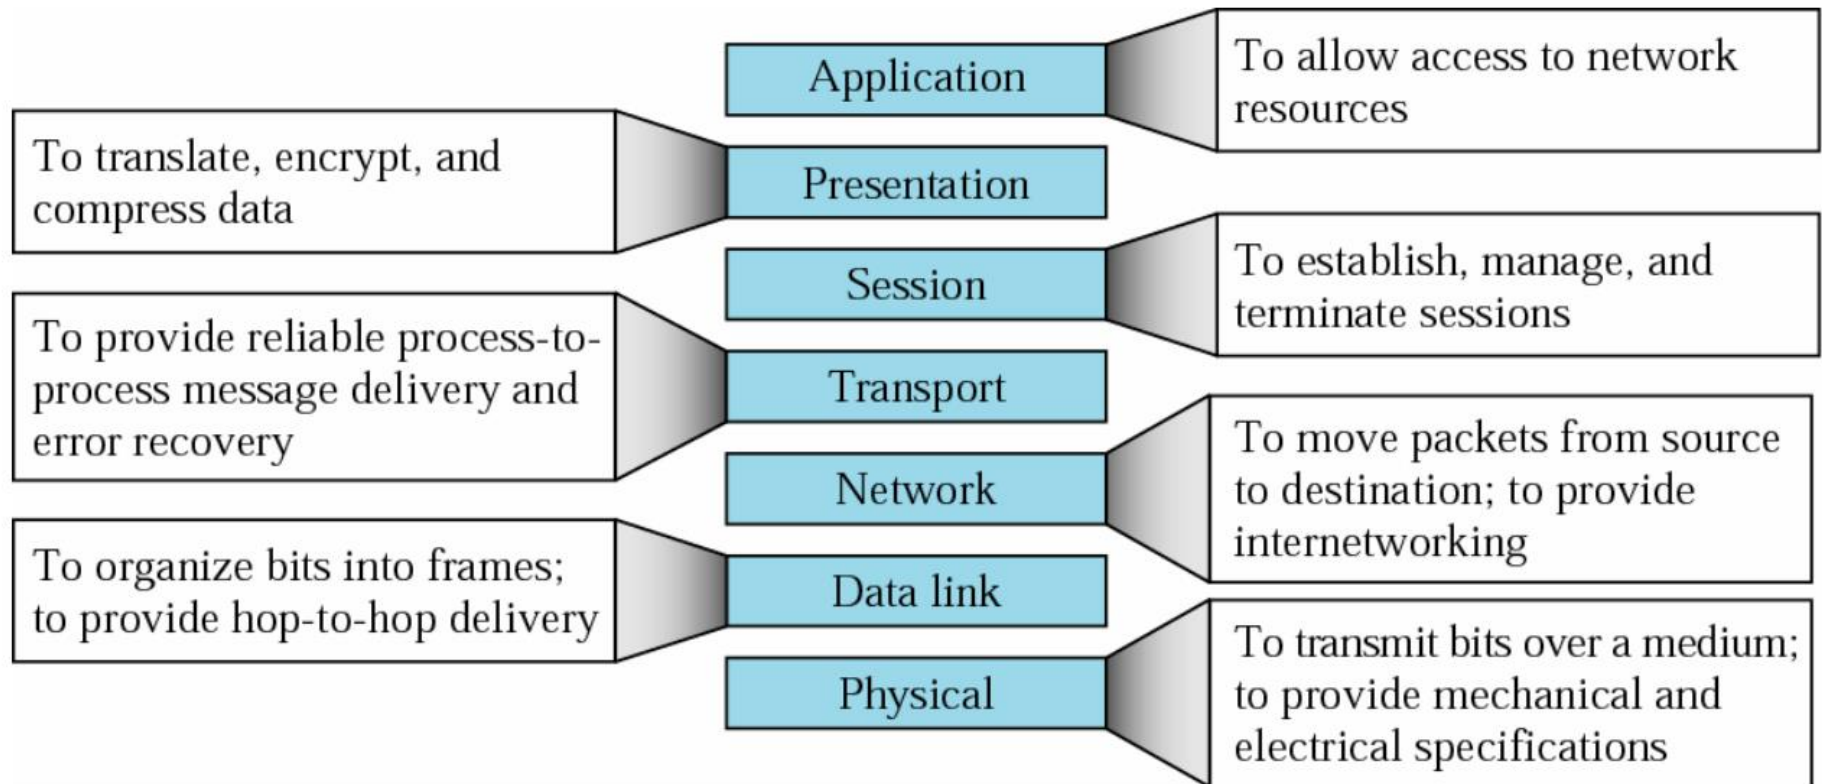 Application
To allow access to network
resources
To translate, encrypt, and
compress data
Presentation
Session
To establish, manage, and
terminate sessions
To provide reliable process-to-
process message delivery and
error recovery
Transport
Network
To move packets from source
to destination; to provide
internetworking
To organize bits into frames;
to provide hop-to-hop delivery
Data link
Physical
To transmit bits over a medium;
to provide mechanical and
electrical specifications